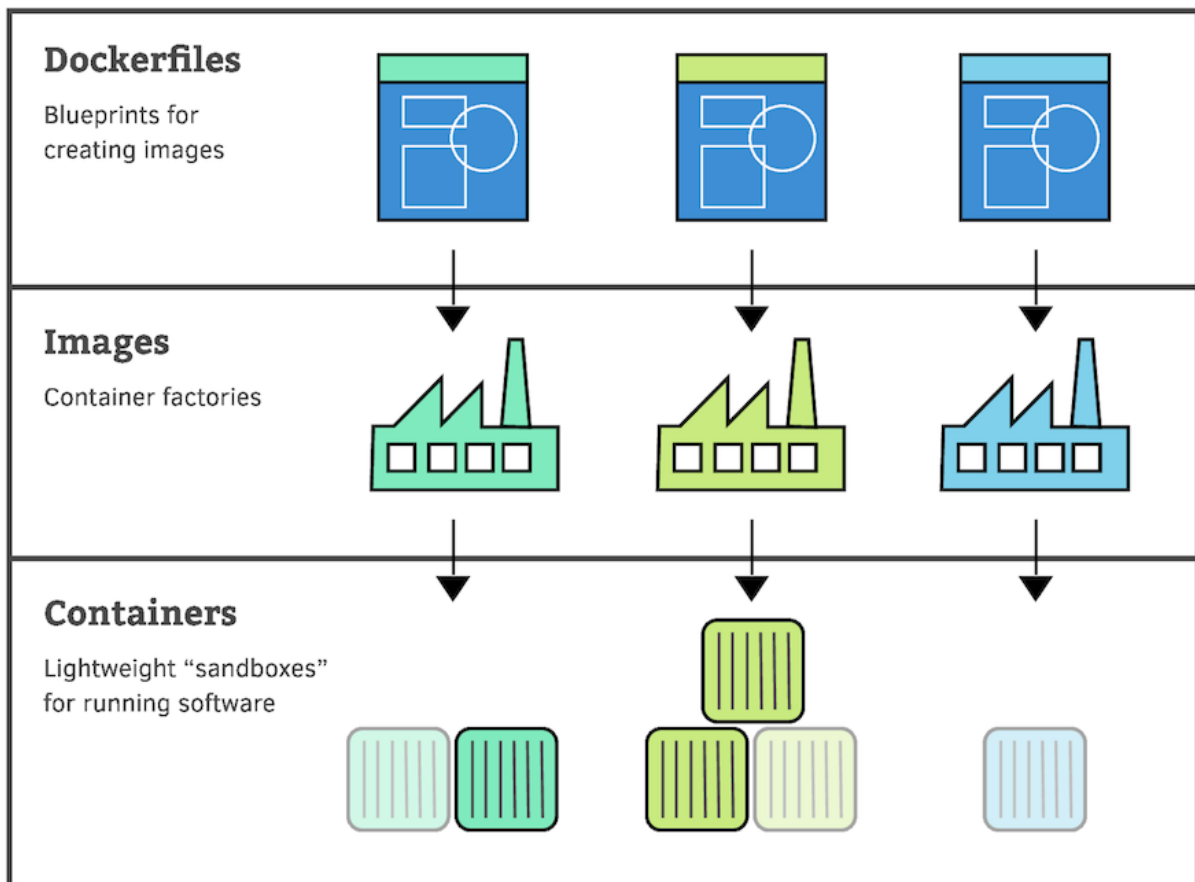 Dockerfiles
Blueprints for
creating images
Images
Container factories
Containers
Lightweight “sandboxes”
for running software